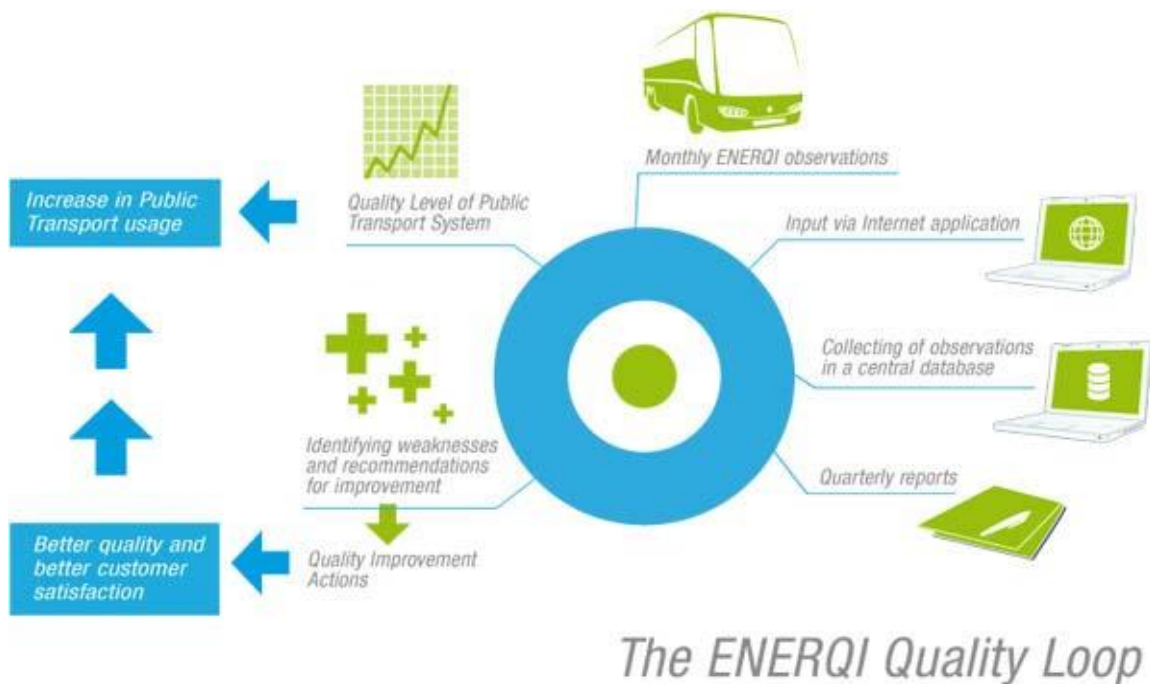 Monthly ENERQI observations
Quality Level of Public
Transport System
Increase in Public
Transport usage
Input via Internet application
Collecting of observations
in a central database
Identifying weaknesses
and recommendations
for improvement
Quarterly reports
Better quality and
better customer
satisfaction
Quality Improvement
Actions
The ENERQI Quality Loop